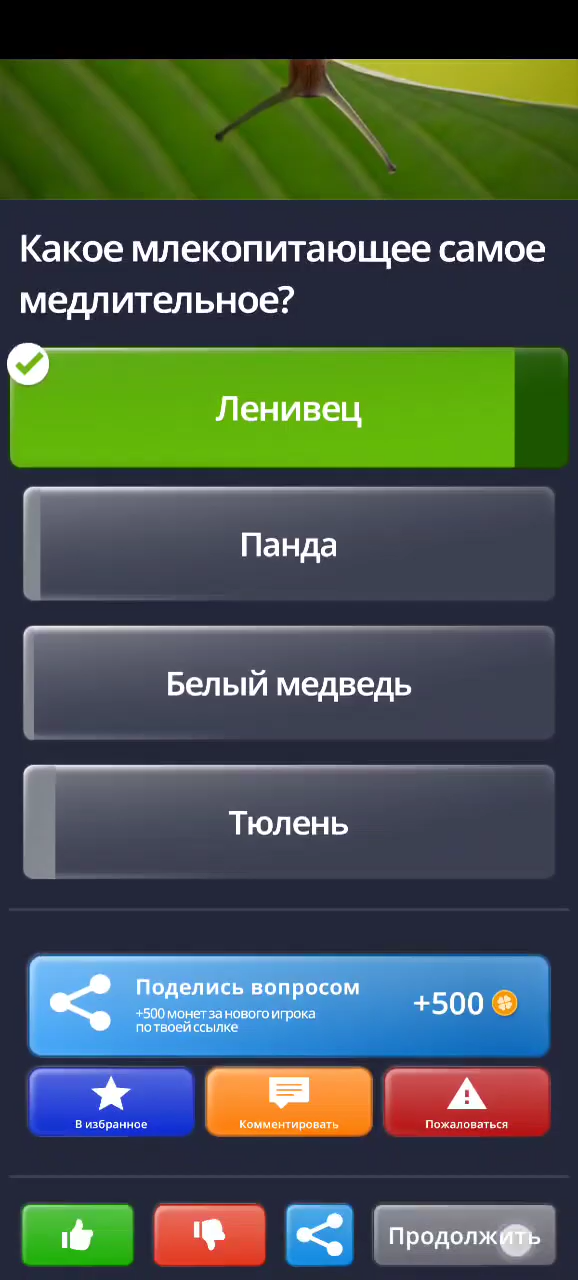 Какое млекопитающее самое
медлительное?
Ленивец
Панда
Белый медведь
Тюлень
Поделись вопросом
+500 монет за нового игрока
по твоей ссылке
+500
В избранное
Комментировать
Пожаловаться
Продолжить